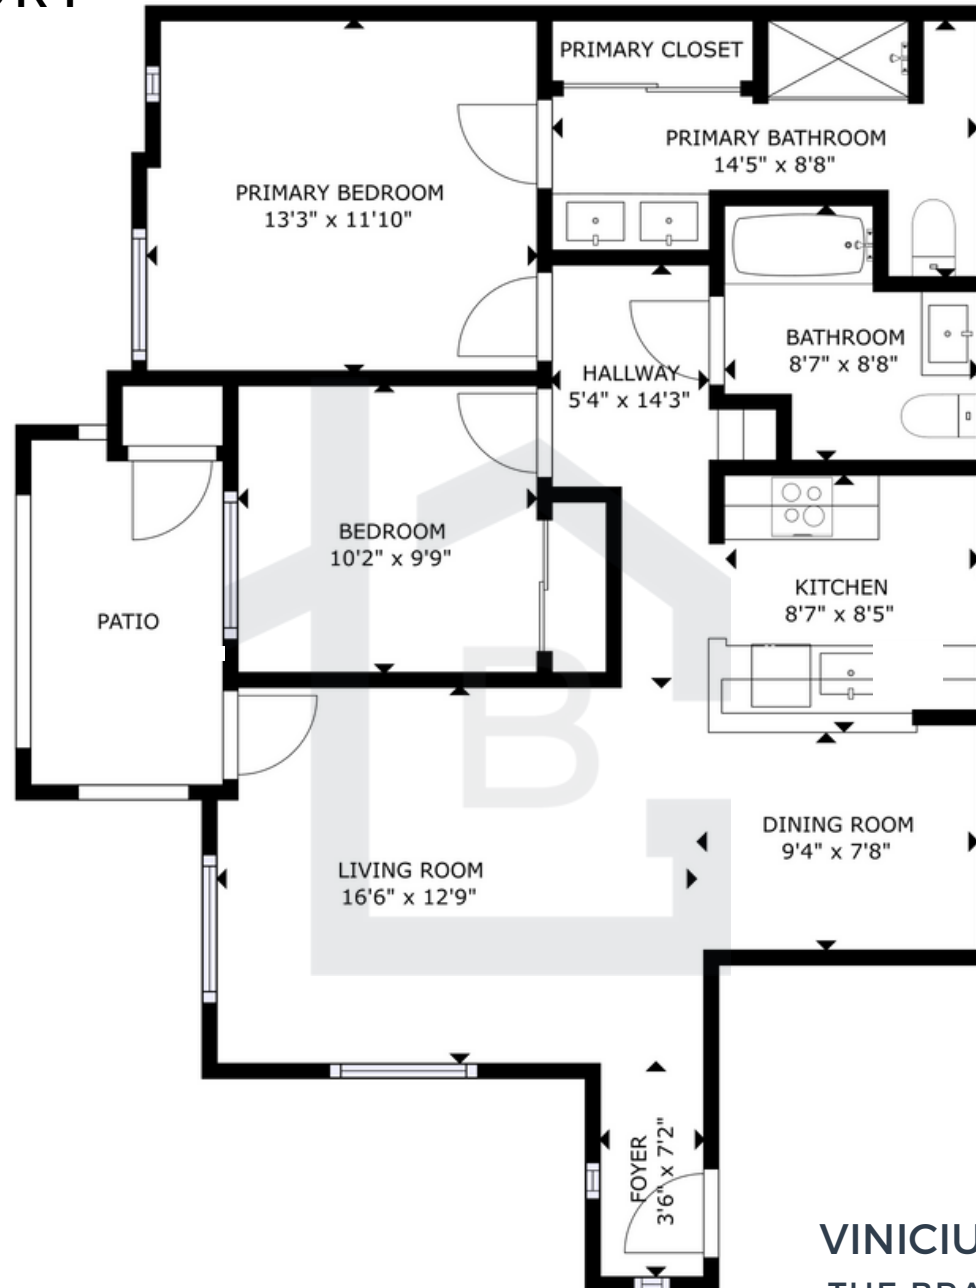 PRIMARY CLOSET
PRIMARY BATHROOM
14'5" x 8'8"
PRIMARY BEDROOM
13'3" x 11'10"
BATHROOM
8'7" x 8'8"
HALLWAY
5'4" x 14'3"
BEDROOM
10'2" x 9'9"
KITCHEN
8'7" x 8'5"
PATIO
B
DINING ROOM
9'4" x 7'8"
LIVING ROOM
16'6" x 12'9"
FOYER
3'6" x 7'2"
VINICIU